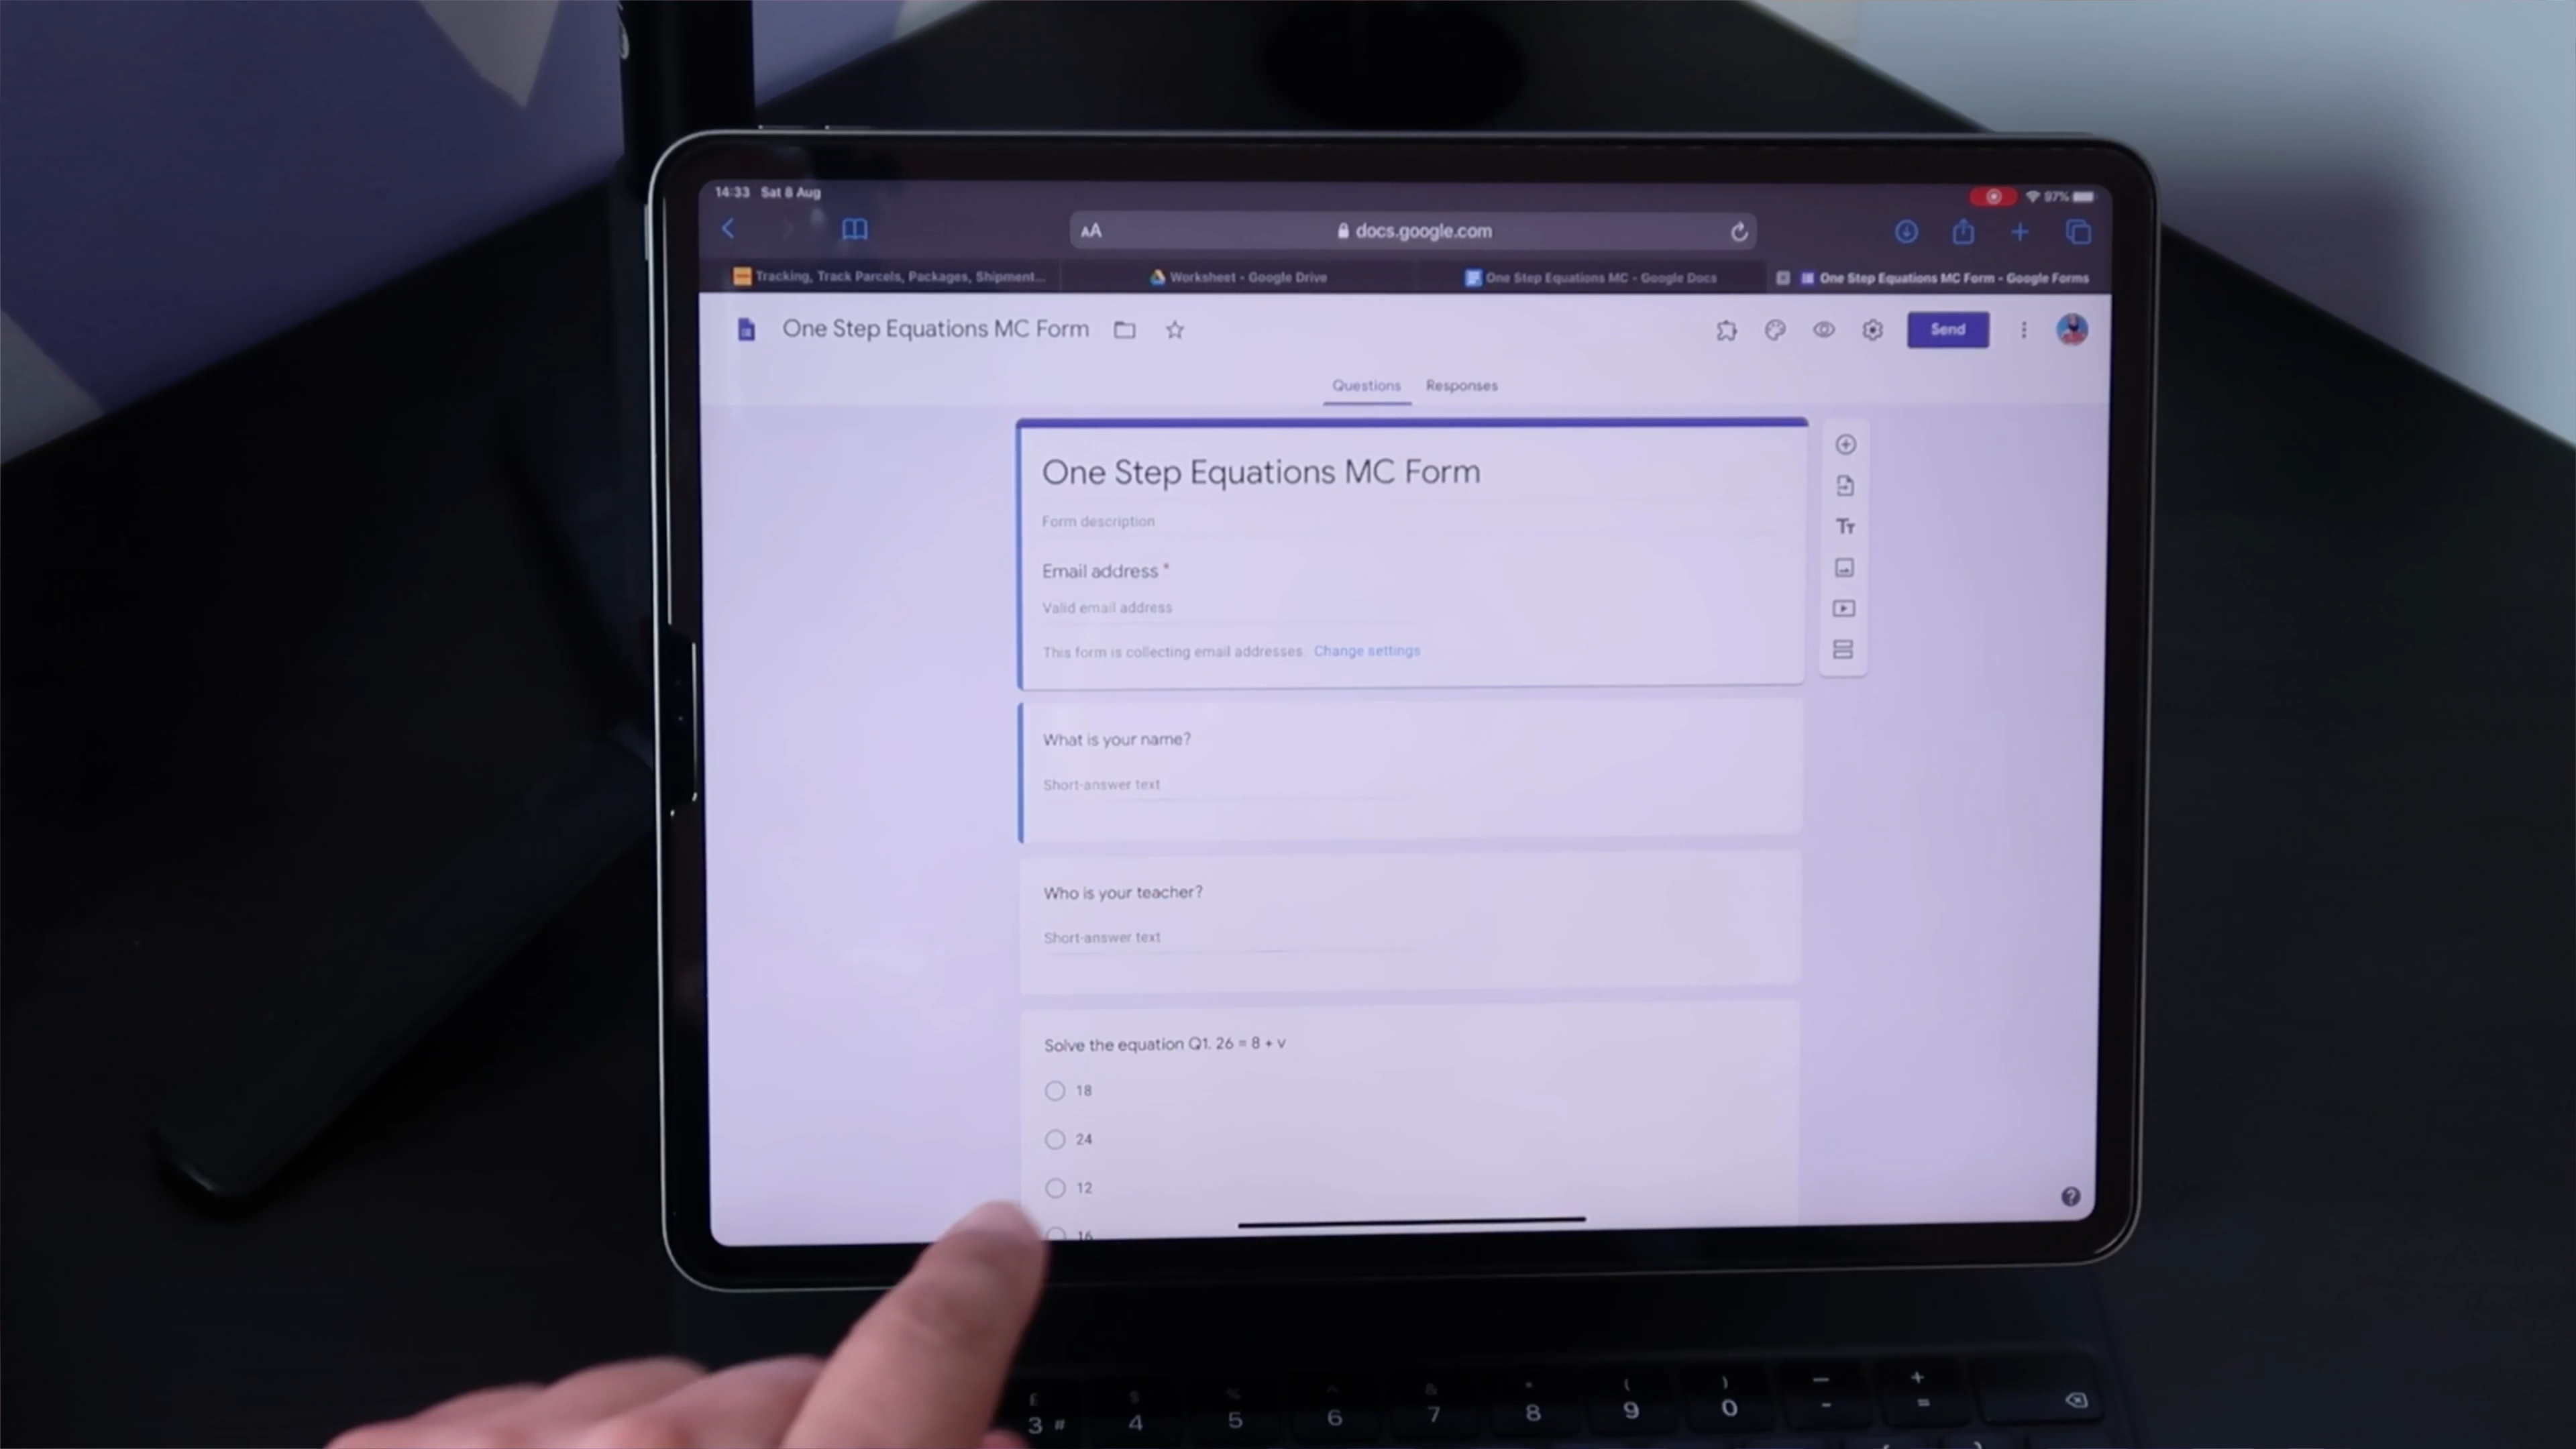 14:33 Sat 8 Aug
97%
AA docs.google.com
Tracking, Track Parcels, Packages, Shipment...
Worksheet - Google Drive
One Step Equations MC - Google Docs
One Step Equations MC Form - Google Forms
One Step Equations MC Form
Send
Questions Responses
One Step Equations MC Form
Form description
Email address *
Valid email address
This form is collecting email addresses. Change settings
What is your name?
Short-answer text
Who is your teacher?
Short-answer text
Solve the equation Q1. 26 = 8 + v
18
24
12
16
Tт
?
£ $ % ^ & * ( ) — +
3 # 4 5 6 7 8 9 0 - =